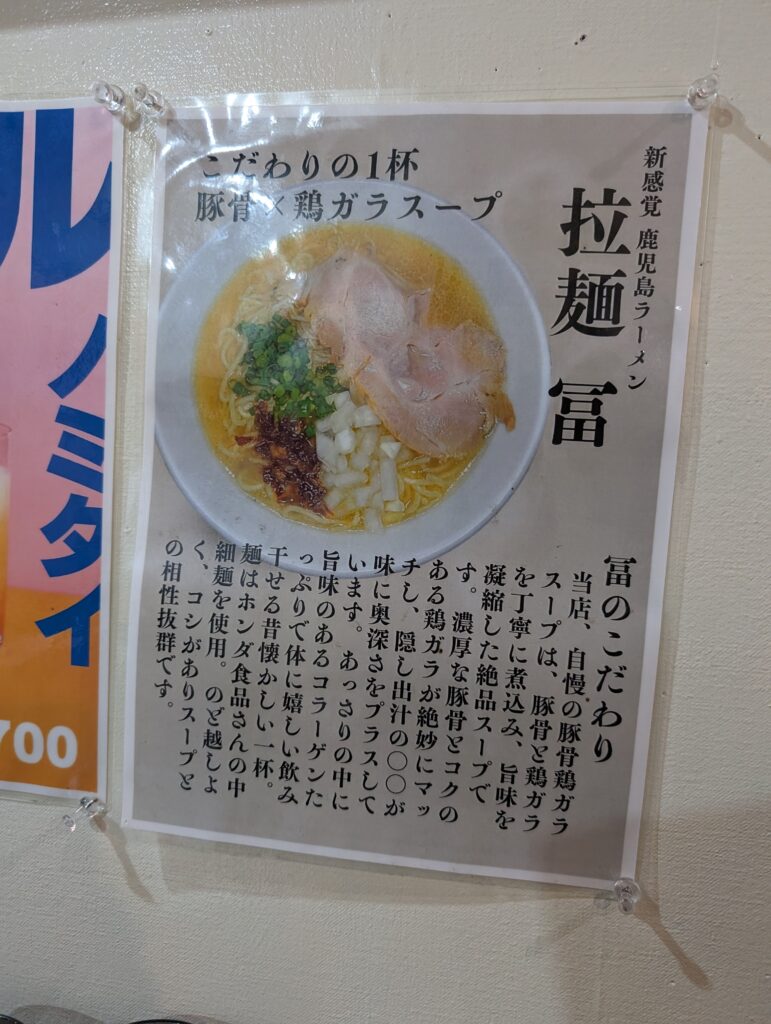 こだわりの1杯
豚骨×鶏ガラスープ
新感覚 鹿児島ラーメン
拉麺 冨
冨のこだわり
当店、自慢の豚骨鶏ガラ
スープは、豚骨と鶏ガラ
を丁寧に煮込み、旨味を
凝縮した絶品スープで
す。濃厚な豚骨とコクの
ある鶏ガラが絶妙にマッ
チし、隠し出汁の〇〇が
味に奥深さをプラスして
います。あっさりの中に
旨味のあるコラーゲンた
っぷりで体に嬉しい飲み
干せる昔懐かしい一杯。
麺はホンダ食品さんの中
細麺を使用。のど越しよ
く、コシがありスープと
の相性抜群です。
ル
ノミタイ
700